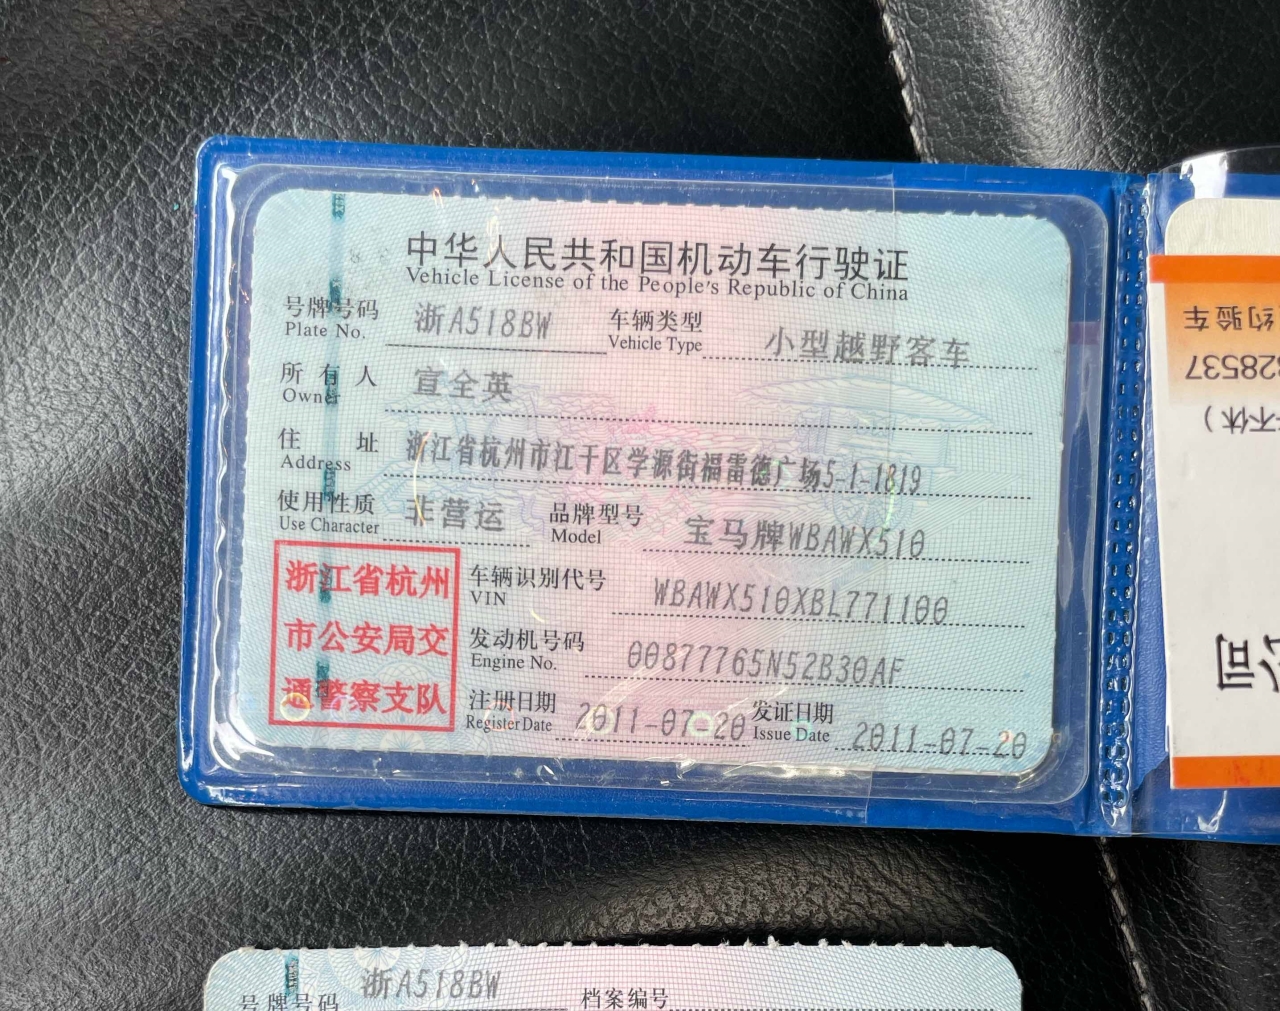 中华人民共和国机动车行驶证
Vehicle License of the People's Republic of China
号牌号码 浙A518BW 车辆类型 小型越野客车
Plate No. Vehicle Type
所有人 宣全英
Owner
住址 浙江省杭州市江干区学源街福雷德广场5-1-1819
Address
使用性质 非营运 品牌型号 宝马牌WBAWX510
Use Character Model
浙江省杭州
市公安局交
通警察支队
车辆识别代号 WBAWX510XBL771100
VIN
发动机号码 00877765N52B30AF
Engine No.
注册日期 2011-07-20 发证日期 2011-07-20
Register Date Issue Date
约验车
328537
不休)
司
号牌号码 浙A518BW 档案编号